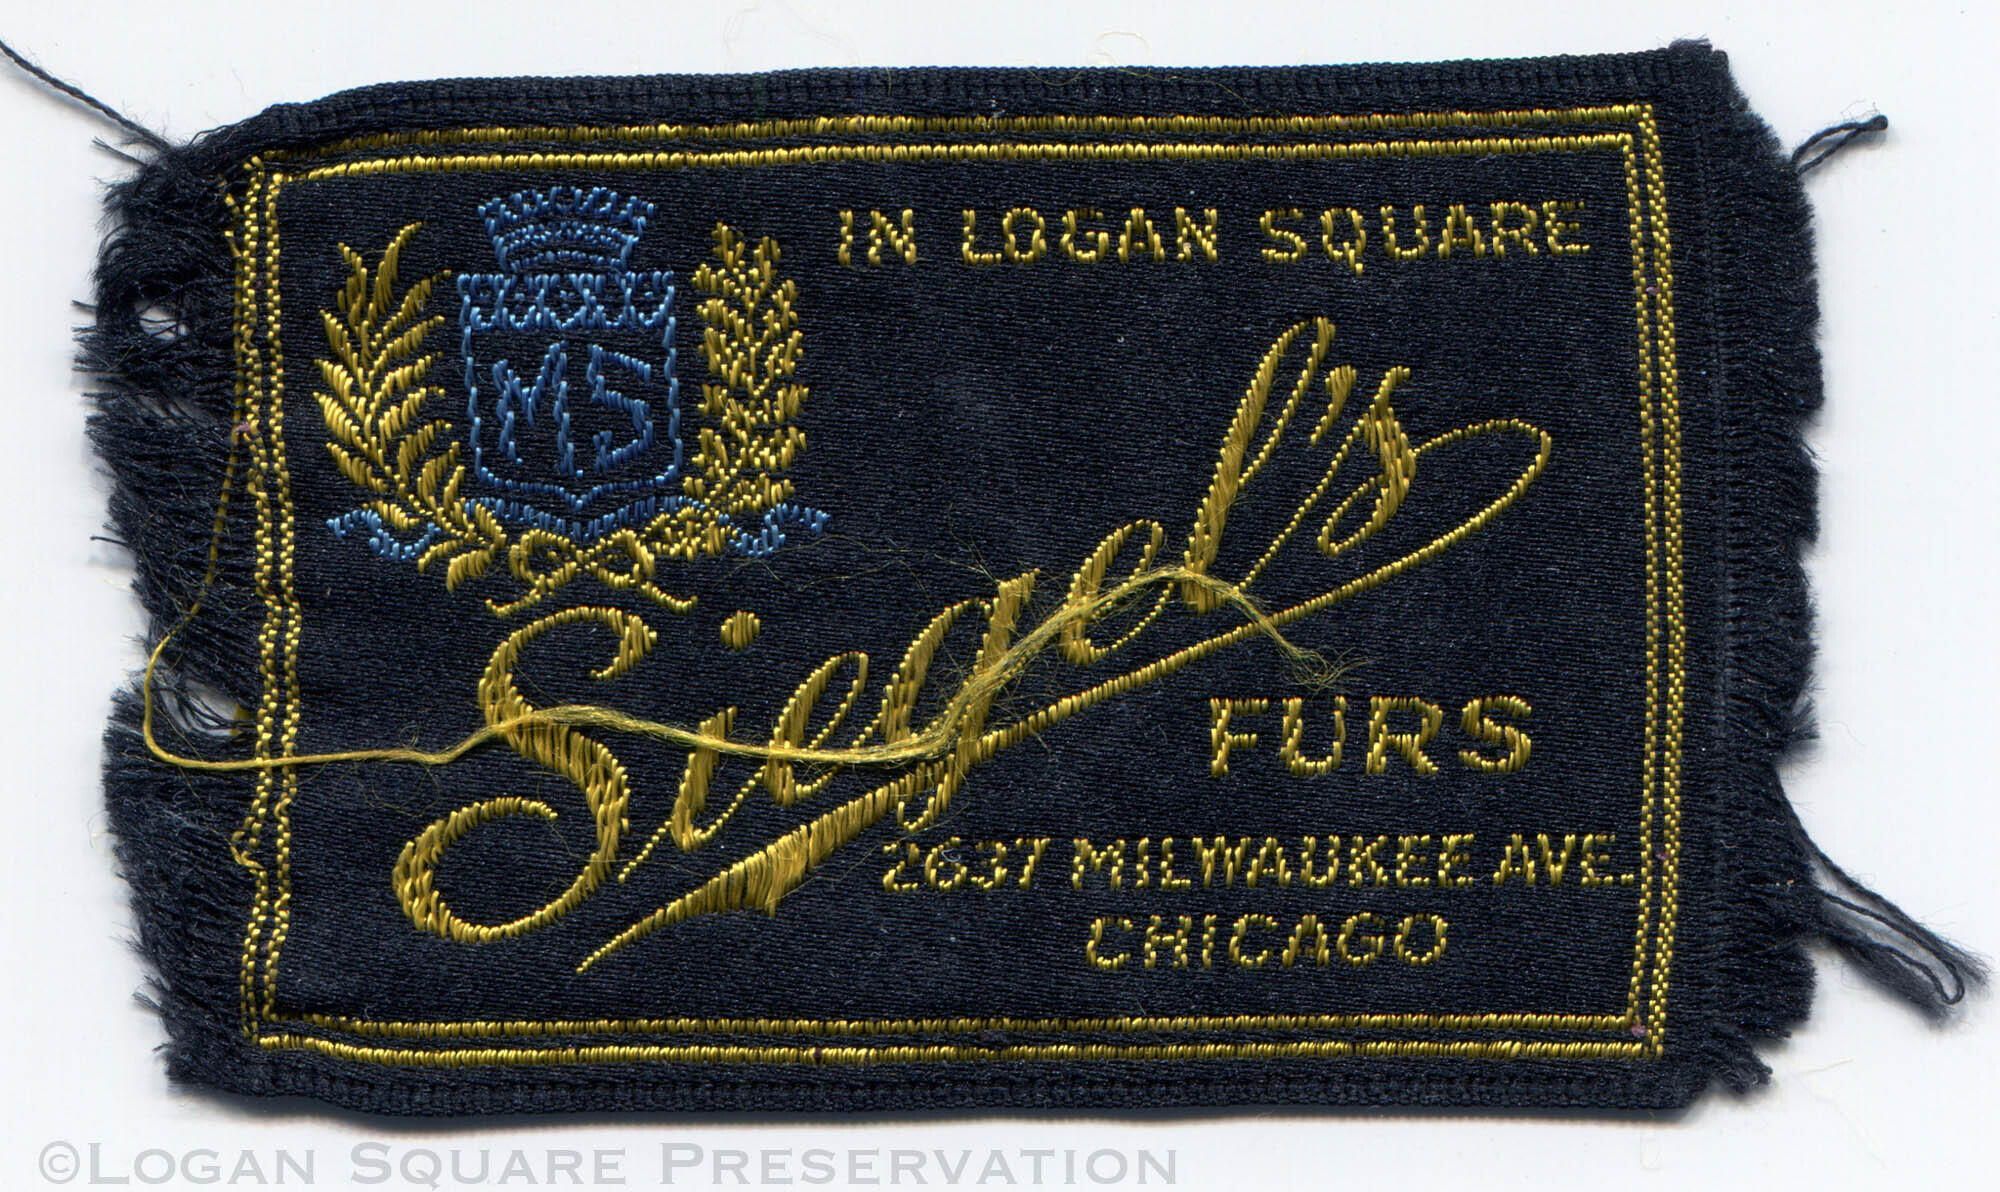 IN LOGAN SQUARE
MS
Siegel's
FURS
2637 MILWAUKEE AVE.
CHICAGO
©LOGAN SQUARE PRESERVATION